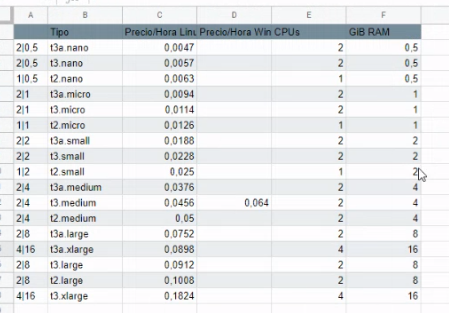 A B C D E F
Tipo Precio/Hora Linu Precio/Hora Win CPUs GiB RAM
2|0.5 t3a.nano 0,0047 2 0,5
2|0.5 t3.nano 0,0057 2 0,5
1|0.5 t2.nano 0,0063 1 0,5
2|1 t3a.micro 0,0094 2 1
2|1 t3.micro 0,0114 2 1
1|1 t2.micro 0,0126 1 1
2|2 t3a.small 0,0188 2 2
2|2 t3.small 0,0228 2 2
1|2 t2.small 0,025 1 2
2|4 t3a.medium 0,0376 2 4
2|4 t3.medium 0,0456 0,064 2 4
2|4 t2.medium 0,05 2 4
2|8 t3a.large 0,0752 2 8
4|16 t3a.xlarge 0,0898 4 16
2|8 t3.large 0,0912 2 8
2|8 t2.large 0,1008 2 8
4|16 t3.xlarge 0,1824 4 16